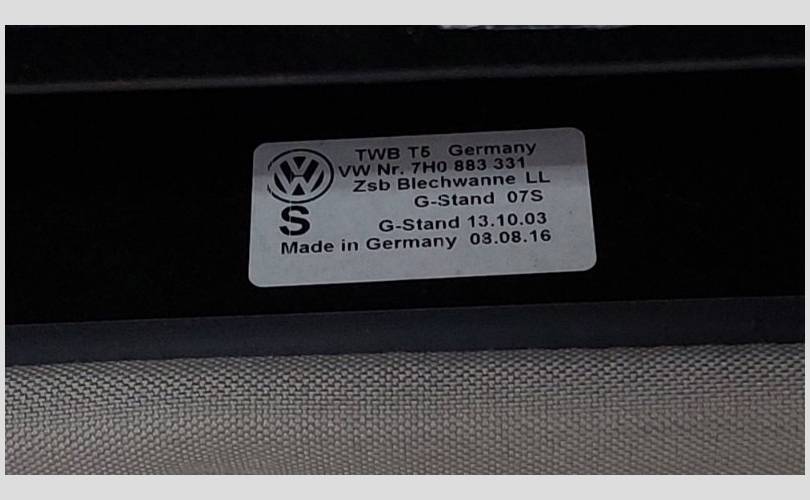 TWB T5 Germany
VW Nr. 7H0 883 331
Zsb Blechwanne LL
G-Stand 07S
S
G-Stand 13.10.03
Made in Germany 03.08.16